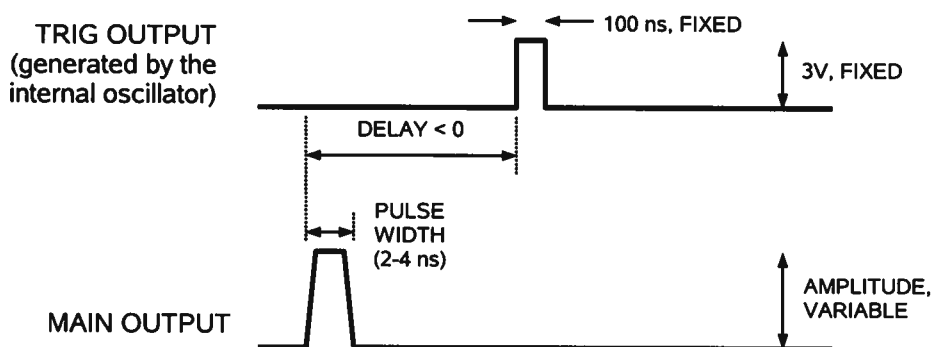 TRIG OUTPUT
(generated by the
internal oscillator)
100 ns, FIXED
3V, FIXED
DELAY < 0
PULSE
WIDTH
(2-4 ns)
MAIN OUTPUT
AMPLITUDE,
VARIABLE